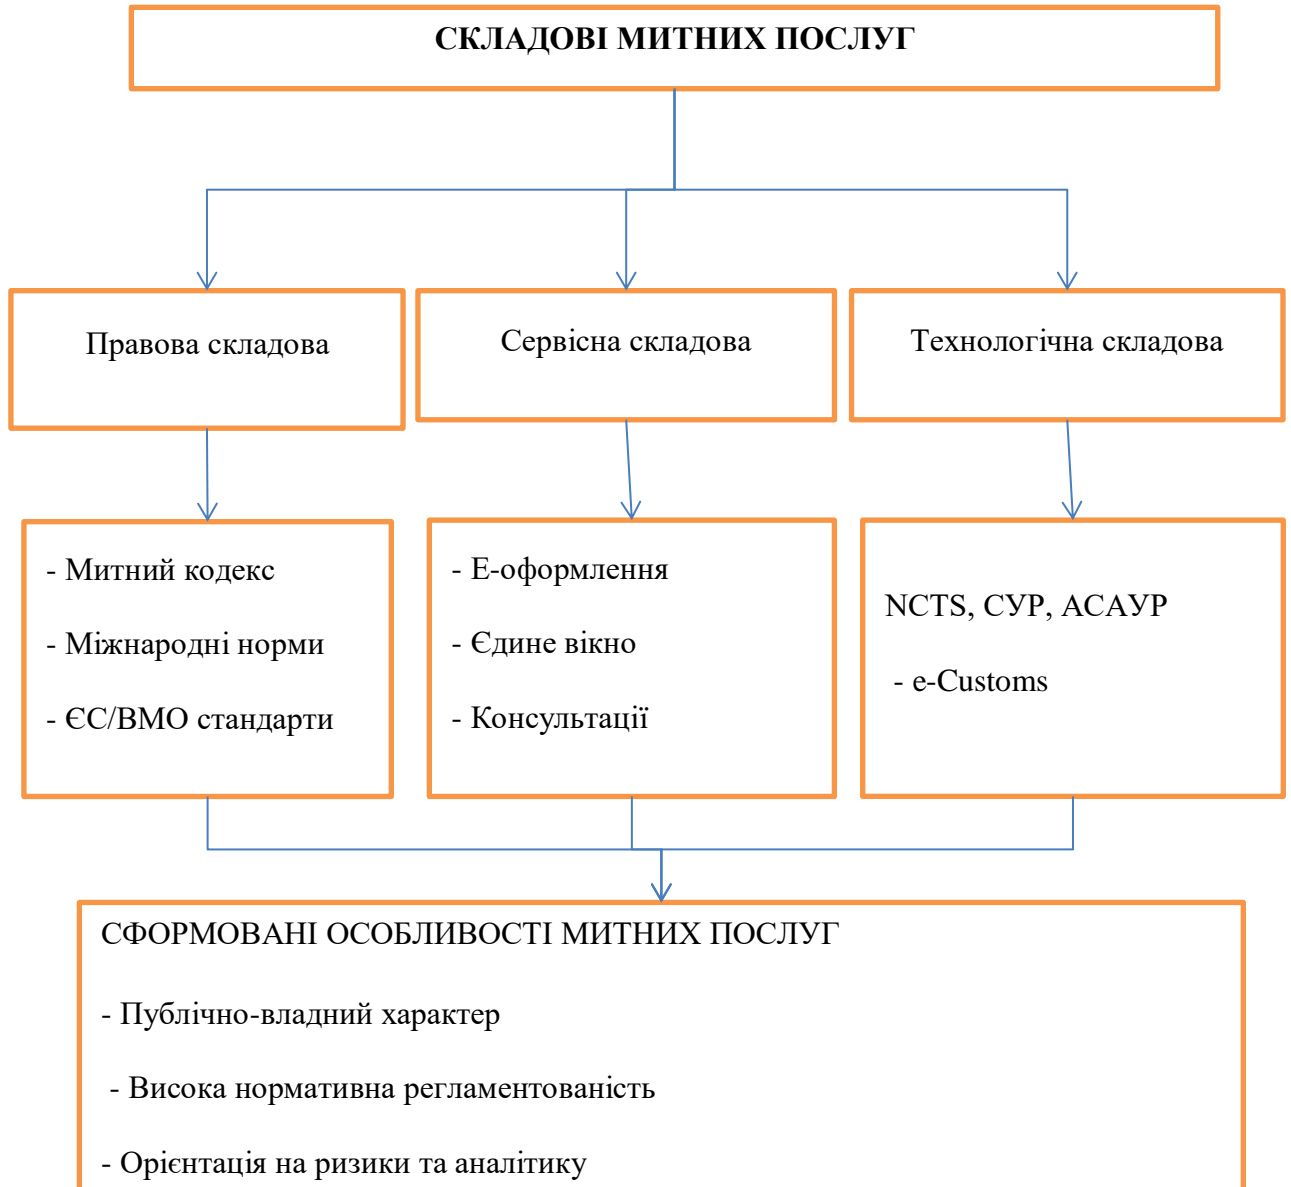 СКЛАДОВІ МИТНИХ ПОСЛУГ
Правова складова
Сервісна складова
Технологічна складова
- Митний кодекс
- Міжнародні норми
- ЄС/ВМО стандарти
- Е-оформлення
- Єдине вікно
- Консультації
NCTS, СУР, АСАУР
- e-Customs
СФОРМОВАНІ ОСОБЛИВОСТІ МИТНИХ ПОСЛУГ
- Публічно-владний характер
- Висока нормативна регламентованість
- Орієнтація на ризики та аналітику